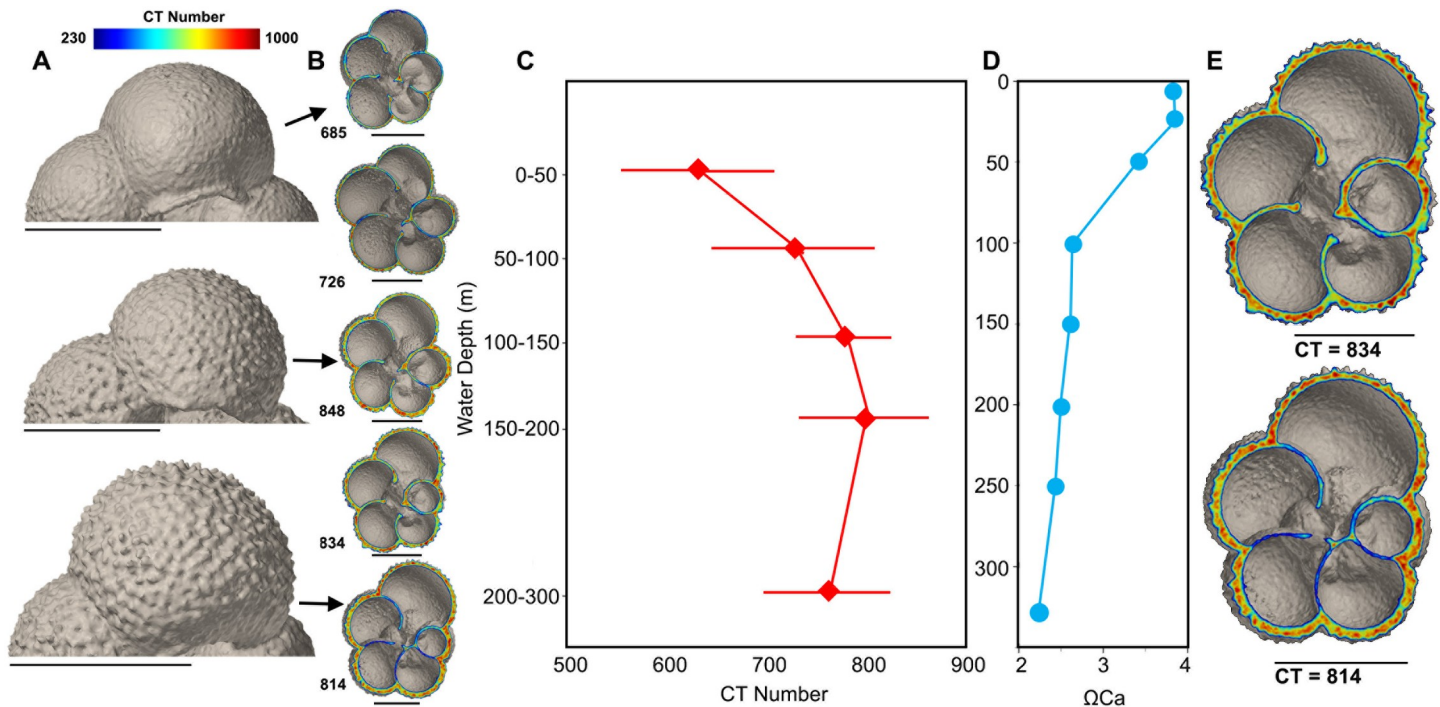 CT Number
230
1000
A
B
C
D
E
685
726
848
834
814
Water Depth (m)
0-50
50-100
100-150
150-200
200-300
500
600
700
800
900
CT Number
0
50
100
150
200
250
300
2
3
4
ΩCa
CT = 834
CT = 814